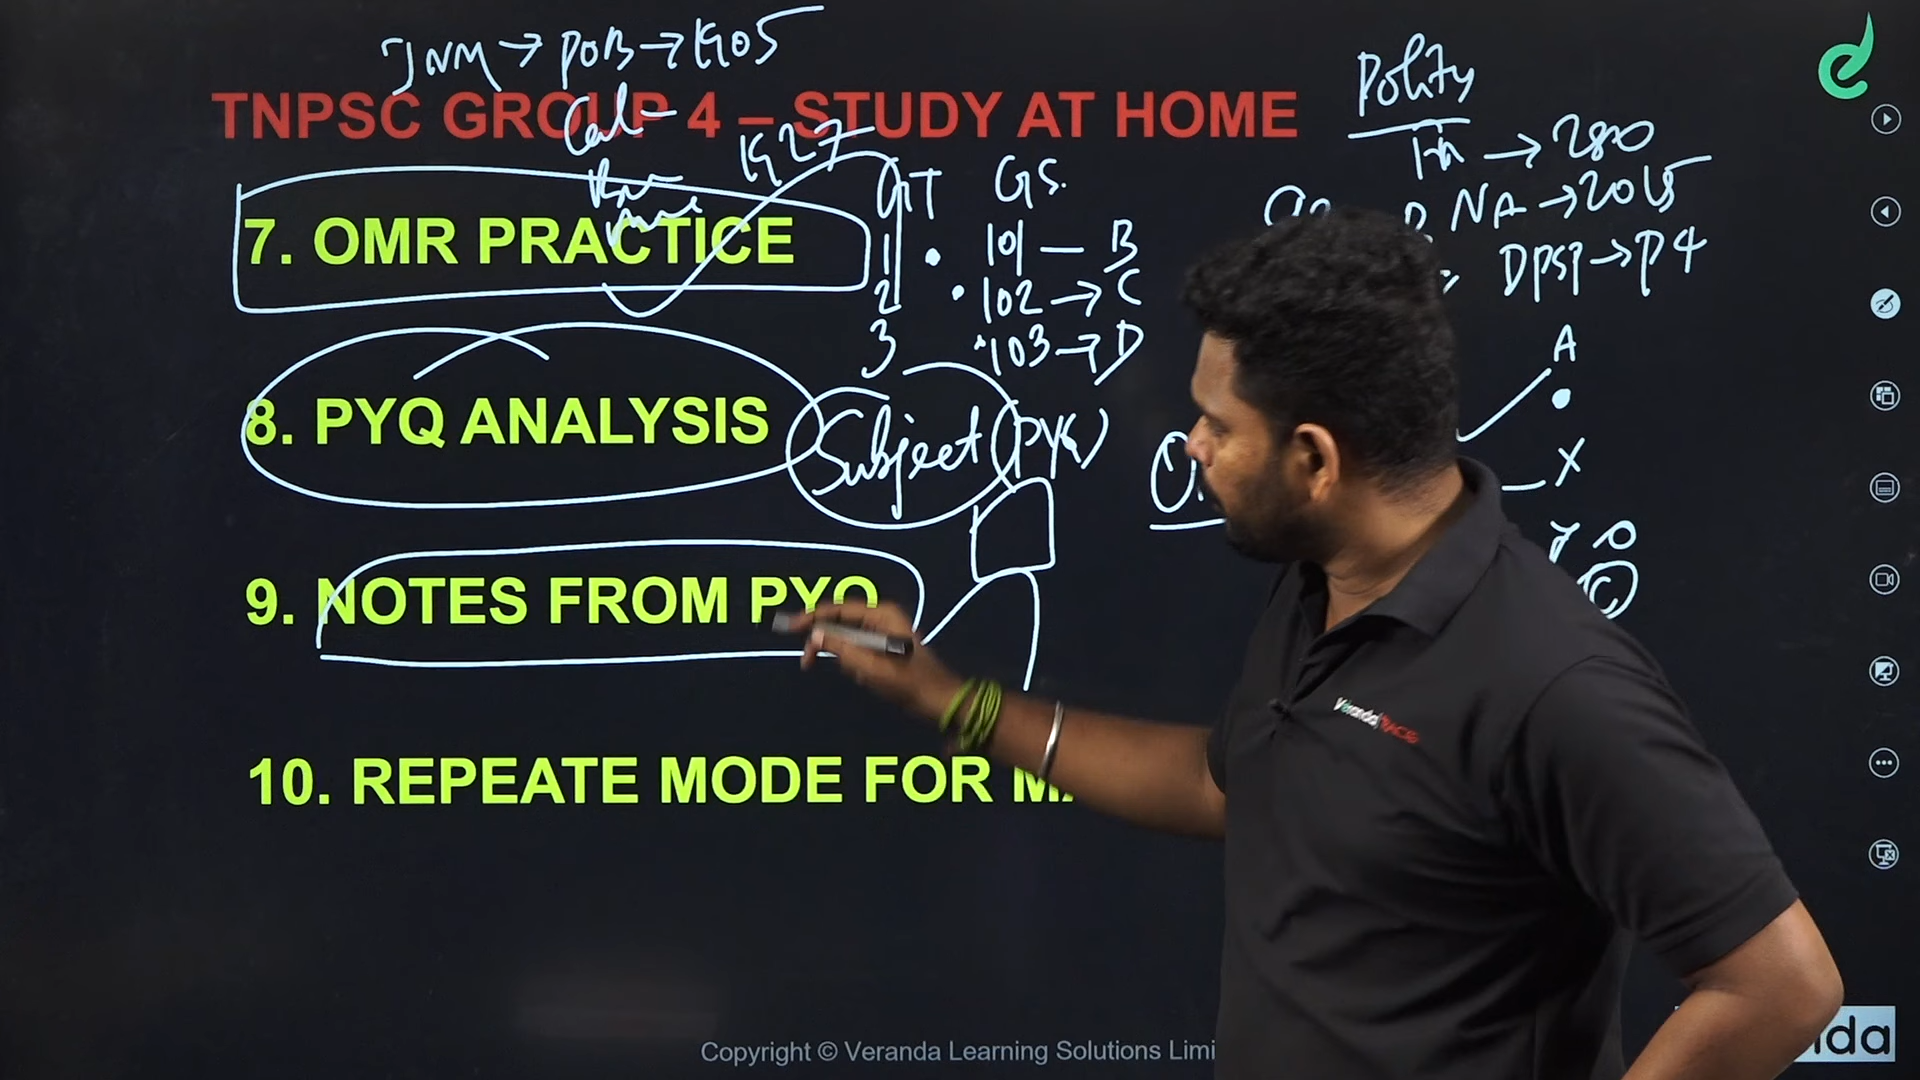 JNM → POB → 1905
TNPSC GROUP 4 – STUDY AT HOME
Polity
1927
GT GS.
→ 2800
NA → 2015
7. OMR PRACTICE
1 101 — B
DPSP → P4
2 102 → C
3 103 → D
A
8. PYQ ANALYSIS
Subject (PYQ)
X
Y
C
9. NOTES FROM PYQ
10. REPEATE MODE FOR
Veranda RACE
Copyright © Veranda Learning Solutions Limi